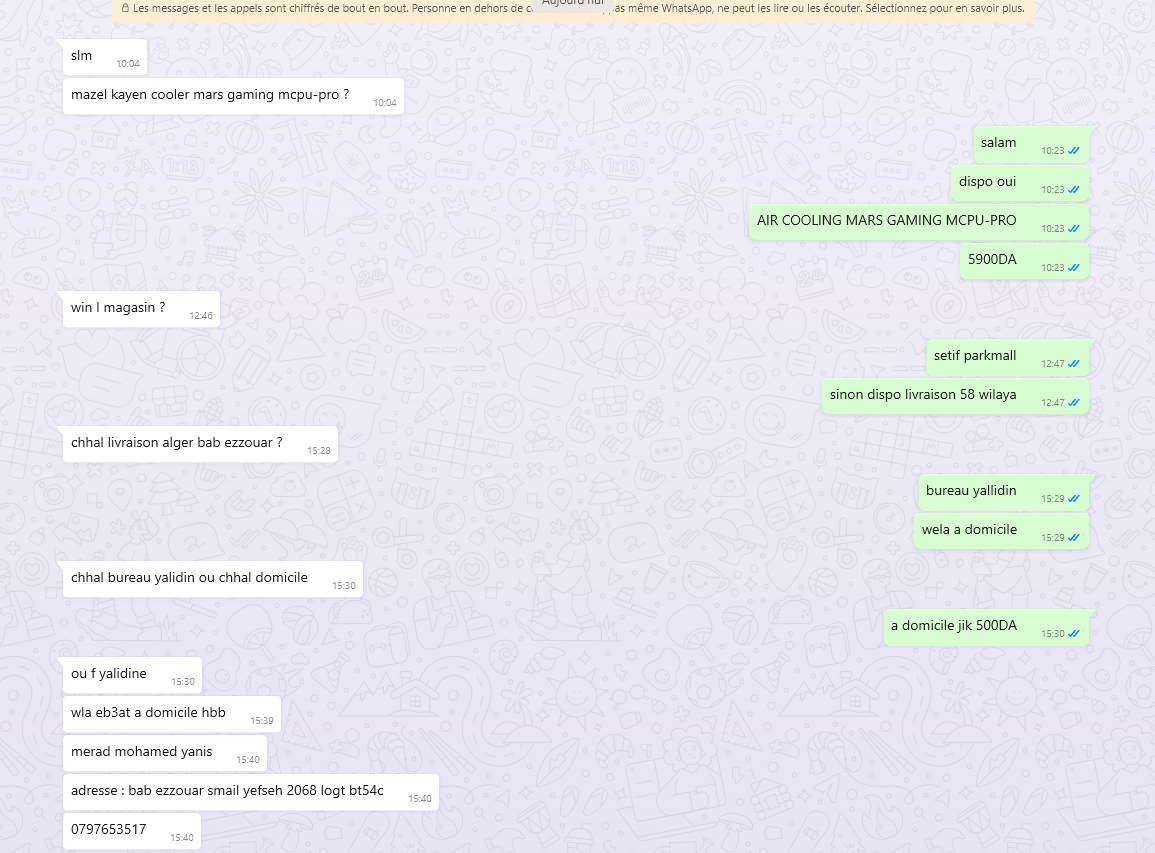 Aujourd'hui
Les messages et les appels sont chiffrés de bout en bout. Personne en dehors de pas même WhatsApp, ne peut les lire ou les écouter. Sélectionnez pour en savoir plus.
slm
10:04
mazel kayen cooler mars gaming mcpu-pro ?
10:04
salam
10:23
dispo oui
10:23
AIR COOLING MARS GAMING MCPU-PRO
10:23
5900DA
10:23
win l magasin ?
12:46
setif parkmall
12:47
sinon dispo livraison 58 wilaya
12:47
chhal livraison alger bab ezzouar ?
15:28
bureau yallidin
15:29
wela a domicile
15:29
chhal bureau yalidin ou chhal domicile
15:30
a domicile jik 500DA
15:30
ou f yalidine
15:30
wla eb3at a domicile hbb
15:39
merad mohamed yanis
15:40
adresse : bab ezzouar smail yefseh 2068 logt bt54c
15:40
0797653517
15:40